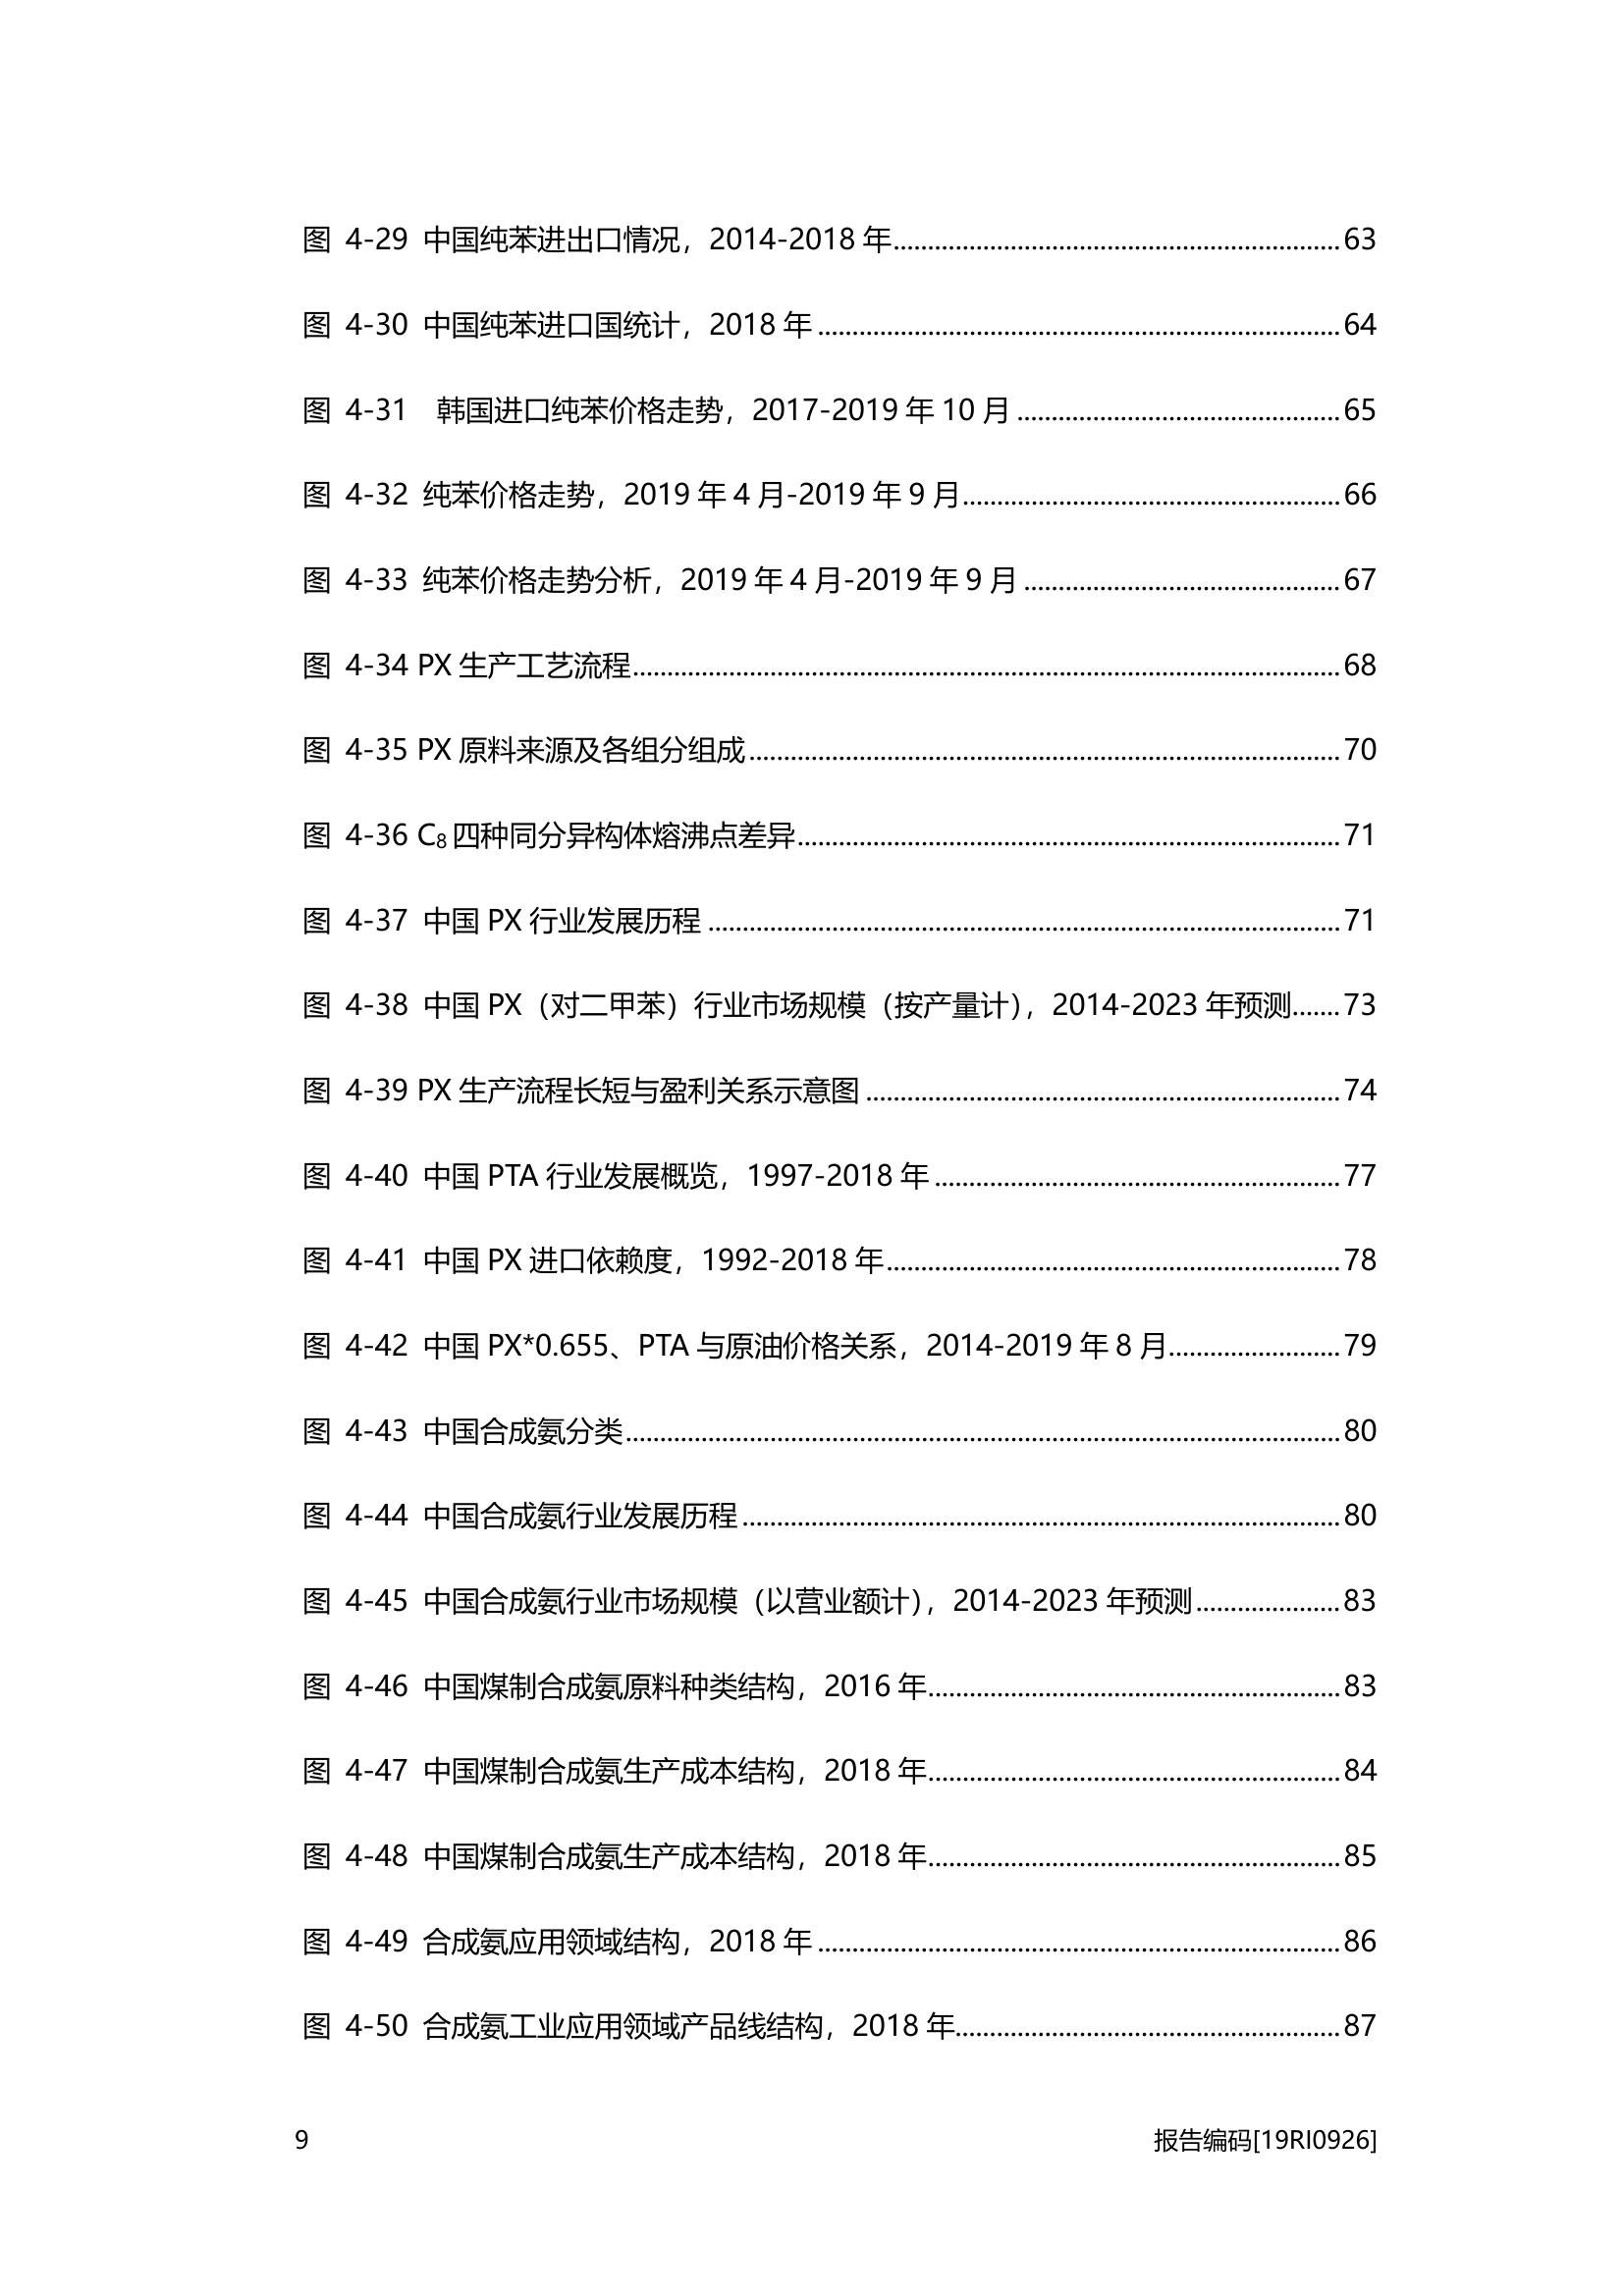 图 4-29 中国纯苯进出口情况，2014-2018 年................................................................63
图 4-30 中国纯苯进口国统计，2018 年................................................................64
图 4-31 韩国进口纯苯价格走势，2017-2019 年 10 月................................................65
图 4-32 纯苯价格走势，2019 年 4 月-2019 年 9 月................................................66
图 4-33 纯苯价格走势分析，2019 年 4 月-2019 年 9 月................................................67
图 4-34 PX 生产工艺流程................................................................68
图 4-35 PX 原料来源及各组分组成................................................................70
图 4-36 C₈ 四种同分异构体熔沸点差异................................................................71
图 4-37 中国 PX 行业发展历程................................................................71
图 4-38 中国 PX（对二甲苯）行业市场规模（按产量计），2014-2023 年预测.......73
图 4-39 PX 生产流程长短与盈利关系示意图................................................................74
图 4-40 中国 PTA 行业发展概览，1997-2018 年................................................................77
图 4-41 中国 PX 进口依赖度，1992-2018 年................................................................78
图 4-42 中国 PX*0.655、PTA 与原油价格关系，2014-2019 年 8 月.........................79
图 4-43 中国合成氨分类................................................................80
图 4-44 中国合成氨行业发展历程................................................................80
图 4-45 中国合成氨行业市场规模（以营业额计），2014-2023 年预测.....................83
图 4-46 中国煤制合成氨原料种类结构，2016 年................................................................83
图 4-47 中国煤制合成氨生产成本结构，2018 年................................................................84
图 4-48 中国煤制合成氨生产成本结构，2018 年................................................................85
图 4-49 合成氨应用领域结构，2018 年................................................................86
图 4-50 合成氨工业应用领域产品线结构，2018 年........................................................87
9 报告编码[19RI0926]